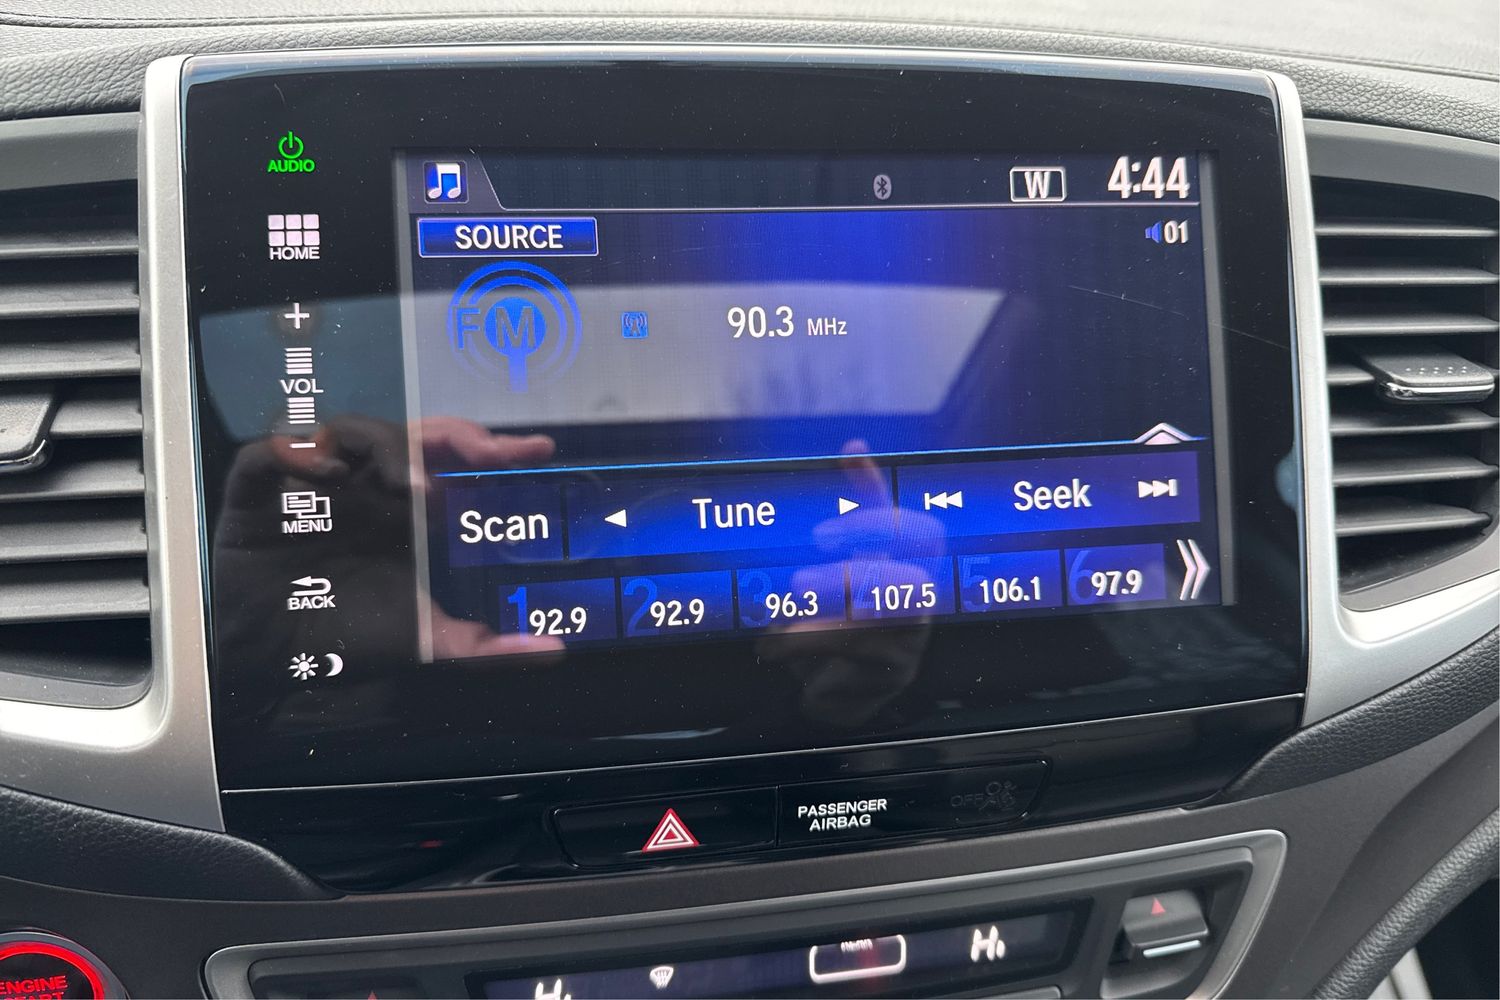 AUDIO
W 4:44
HOME
SOURCE
01
FM
90.3 MHz
+
VOL
−
MENU
Scan Tune Seek
BACK
1 92.9 2 92.9 3 96.3 4 107.5 5 106.1 6 97.9
PASSENGER
AIRBAG
OFF
Hi
Hi
ENGINE
START